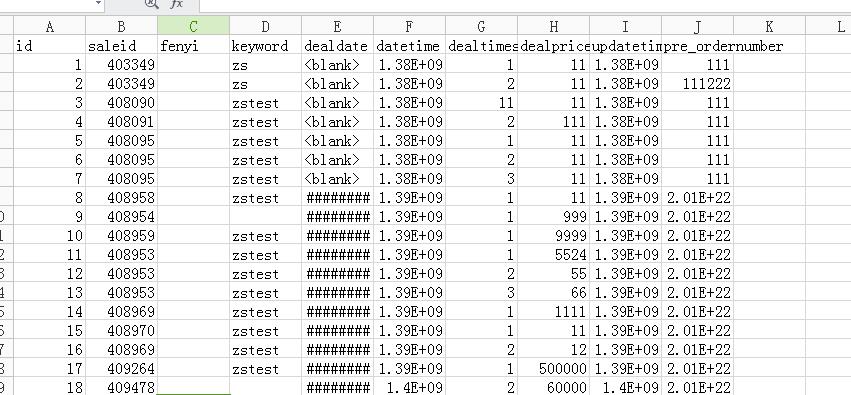 fx
A B C D E F G H I J K L
id saleid fenyi keyword dealdate datetime dealtimes dealprice updatetim pre_ordernumber
1 403349 zs <blank> 1.38E+09 1 11 1.38E+09 111
2 403349 zs <blank> 1.38E+09 2 11 1.38E+09 111222
3 408090 zstest <blank> 1.38E+09 11 11 1.38E+09 111
4 408091 zstest <blank> 1.38E+09 2 111 1.38E+09 111
5 408095 zstest <blank> 1.38E+09 1 11 1.38E+09 111
6 408095 zstest <blank> 1.38E+09 2 11 1.38E+09 111
7 408095 zstest <blank> 1.38E+09 3 11 1.38E+09 111
8 408958 zstest ######## 1.39E+09 1 11 1.39E+09 2.01E+22
0 9 408954 ######## 1.39E+09 1 999 1.39E+09 2.01E+22
1 10 408959 zstest ######## 1.39E+09 1 9999 1.39E+09 2.01E+22
2 11 408953 zstest ######## 1.39E+09 1 5524 1.39E+09 2.01E+22
3 12 408953 zstest ######## 1.39E+09 2 55 1.39E+09 2.01E+22
4 13 408953 zstest ######## 1.39E+09 3 66 1.39E+09 2.01E+22
5 14 408969 zstest ######## 1.39E+09 1 1111 1.39E+09 2.01E+22
6 15 408970 zstest ######## 1.39E+09 1 11 1.39E+09 2.01E+22
7 16 408969 zstest ######## 1.39E+09 2 12 1.39E+09 2.01E+22
8 17 409264 zstest ######## 1.39E+09 1 500000 1.39E+09 2.01E+22
9 18 409478 ######## 1.4E+09 2 60000 1.4E+09 2.01E+22